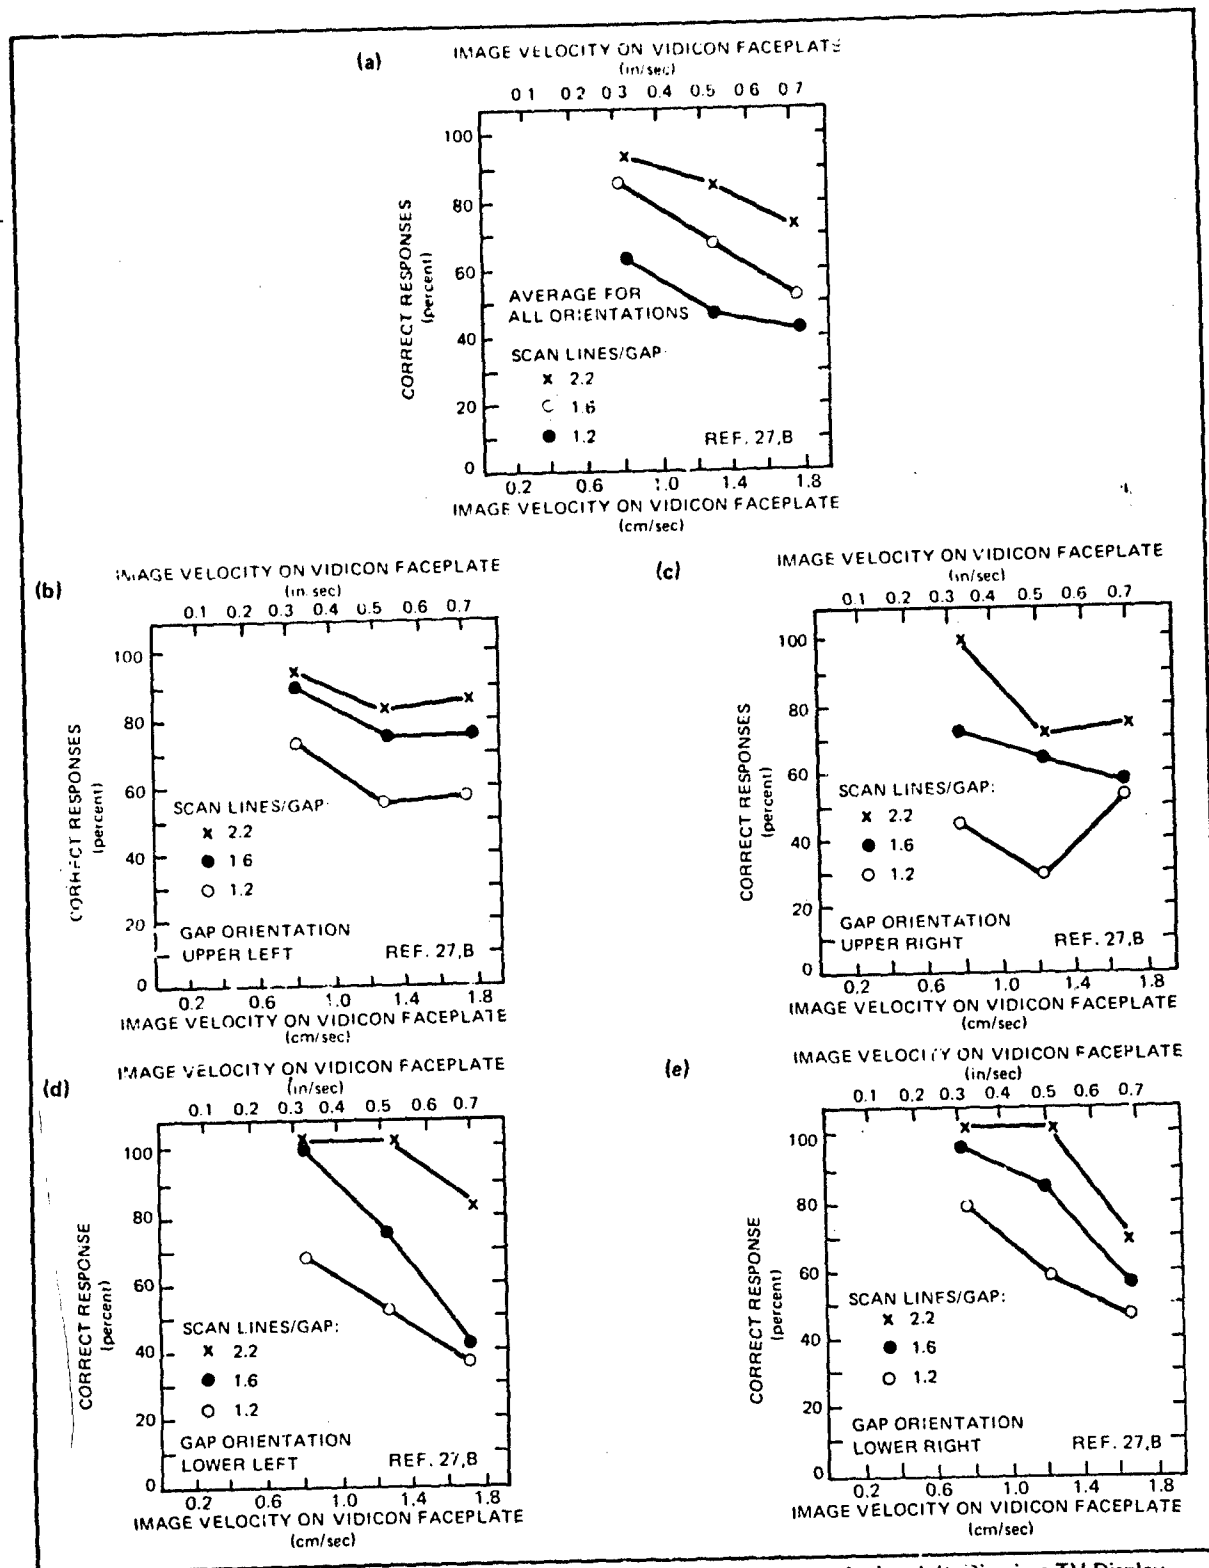 (a)
IMAGE VELOCITY ON VIDICON FACEPLATE
(in/sec)
0.1 0.2 0.3 0.4 0.5 0.6 0.7
100
80
60
40
20
0
CORRECT RESPONSES
(percent)
AVERAGE FOR
ALL ORIENTATIONS
SCAN LINES/GAP:
x 2.2
○ 1.6
● 1.2
REF. 27,B
0.2 0.6 1.0 1.4 1.8
IMAGE VELOCITY ON VIDICON FACEPLATE
(cm/sec)
(b)
IMAGE VELOCITY ON VIDICON FACEPLATE
(in. sec)
0.1 0.2 0.3 0.4 0.5 0.6 0.7
100
80
60
40
20
0
CORRECT RESPONSES
(percent)
SCAN LINES/GAP:
x 2.2
● 1.6
○ 1.2
GAP ORIENTATION
UPPER LEFT
REF. 27,B
0.2 0.6 1.0 1.4 1.8
IMAGE VELOCITY ON VIDICON FACEPLATE
(cm/sec)
(c)
IMAGE VELOCITY ON VIDICON FACEPLATE
(in/sec)
0.1 0.2 0.3 0.4 0.5 0.6 0.7
100
80
60
40
20
0
CORRECT RESPONSES
(percent)
SCAN LINES/GAP:
x 2.2
● 1.6
○ 1.2
GAP ORIENTATION
UPPER RIGHT
REF. 27,B
0.2 0.6 1.0 1.4 1.8
IMAGE VELOCITY ON VIDICON FACEPLATE
(cm/sec)
(d)
IMAGE VELOCITY ON VIDICON FACEPLATE
(in/sec)
0.1 0.2 0.3 0.4 0.5 0.6 0.7
100
80
60
40
20
0
CORRECT RESPONSE
(percent)
SCAN LINES/GAP:
x 2.2
● 1.6
○ 1.2
GAP ORIENTATION
LOWER LEFT
REF. 27,B
0.2 0.6 1.0 1.4 1.8
IMAGE VELOCITY ON VIDICON FACEPLATE
(cm/sec)
(e)
IMAGE VELOCITY ON VIDICON FACEPLATE
(in/sec)
0.1 0.2 0.3 0.4 0.5 0.6 0.7
100
80
60
40
20
0
CORRECT RESPONSE
(percent)
SCAN LINES/GAP:
x 2.2
● 1.6
○ 1.2
GAP ORIENTATION
LOWER RIGHT
REF. 27,B
0.2 0.6 1.0 1.4 1.8
IMAGE VELOCITY ON VIDICON FACEPLATE
(cm/sec)
TV Display